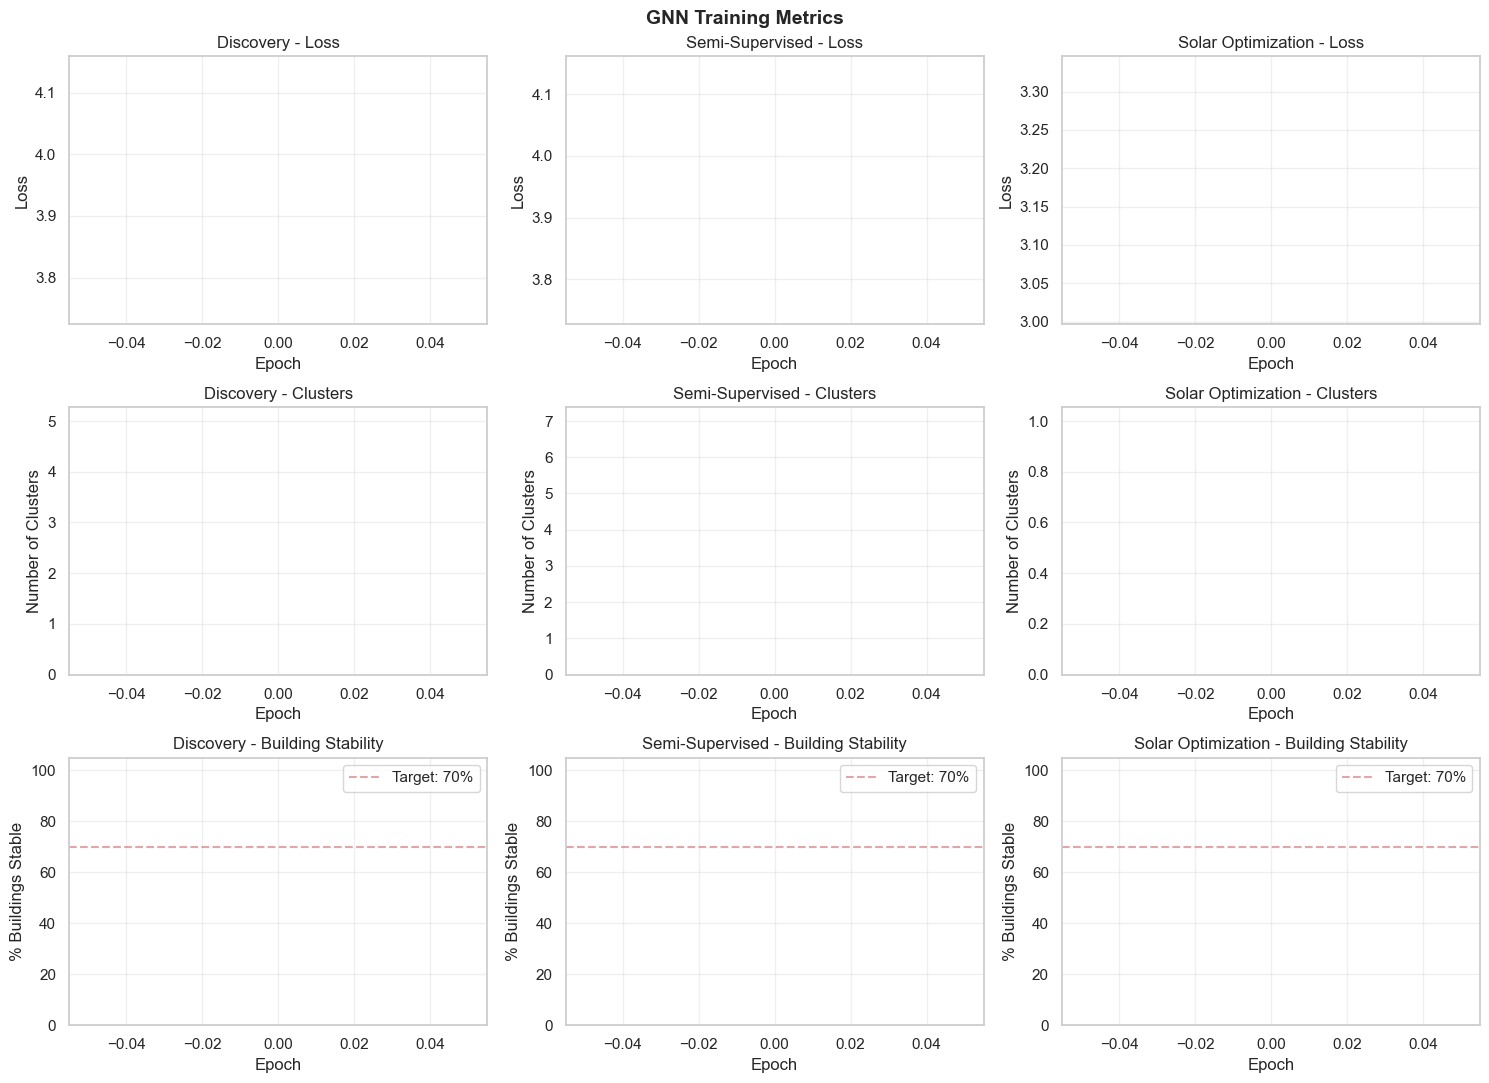 GNN Training Metrics
Discovery - Loss
Semi-Supervised - Loss
Solar Optimization - Loss
4.1
4.0
3.9
3.8
Loss
−0.04 −0.02 0.00 0.02 0.04
Epoch
4.1
4.0
3.9
3.8
Loss
−0.04 −0.02 0.00 0.02 0.04
Epoch
3.30
3.25
3.20
3.15
3.10
3.05
3.00
Loss
−0.04 −0.02 0.00 0.02 0.04
Epoch
Discovery - Clusters
Semi-Supervised - Clusters
Solar Optimization - Clusters
5
4
3
2
1
0
Number of Clusters
−0.04 −0.02 0.00 0.02 0.04
Epoch
7
6
5
4
3
2
1
0
Number of Clusters
−0.04 −0.02 0.00 0.02 0.04
Epoch
1.0
0.8
0.6
0.4
0.2
0.0
Number of Clusters
−0.04 −0.02 0.00 0.02 0.04
Epoch
Discovery - Building Stability
Semi-Supervised - Building Stability
Solar Optimization - Building Stability
Target: 70%
100
80
60
40
20
0
% Buildings Stable
−0.04 −0.02 0.00 0.02 0.04
Epoch
Target: 70%
100
80
60
40
20
0
% Buildings Stable
−0.04 −0.02 0.00 0.02 0.04
Epoch
Target: 70%
100
80
60
40
20
0
% Buildings Stable
−0.04 −0.02 0.00 0.02 0.04
Epoch